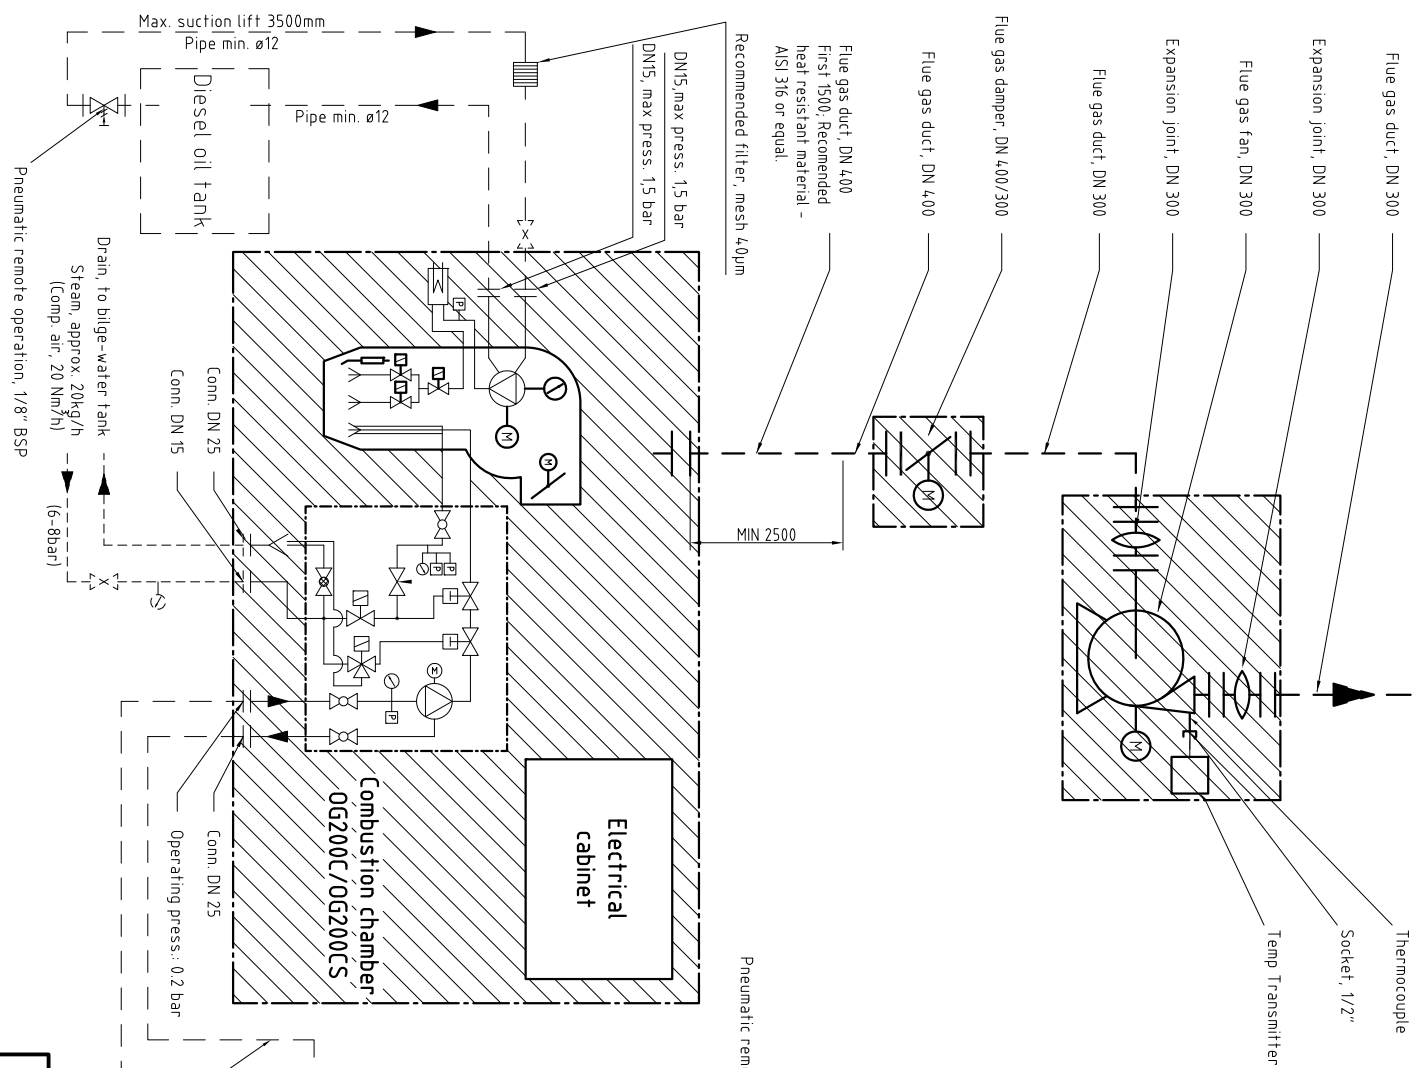 Max. suction lift 3500mm
Pipe min. ø12
Diesel oil tank
Pipe min. ø12
Pneumatic remote operation, 1/8" BSP
DN15, max press. 1,5 bar
DN15,max press. 1,5 bar
Recommended filter, mesh 40µm
Flue gas duct, DN 400
First 1500; Recomended
heat resistant material -
AISI 316 or equal.
Flue gas duct, DN 400
Flue gas damper, DN 400/300
Flue gas duct, DN 300
Expansion joint, DN 300
Flue gas fan, DN 300
Expansion joint, DN 300
Flue gas duct, DN 300
Drain, to bilge-water tank
Steam, approx. 20kg/h
(Comp. air, 20 Nm³/h)
(6-8bar)
Conn. DN 25
Conn. DN 15
P
M
M
M
MIN 2500
P
P
M
P
M
Combustion chamber
OG200C/OG200CS
Electrical
cabinet
Conn. DN 25
Operating press.: 0.2 bar
Thermocouple
Socket, 1/2"
Temp Transmitter
Pneumatic rem